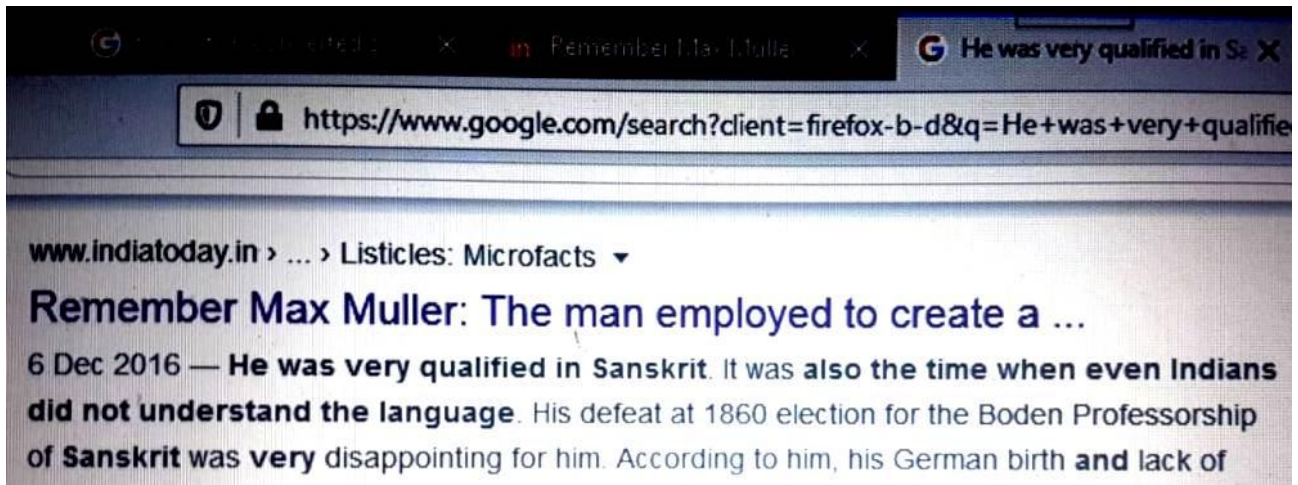 Remember Max Mulle
He was very qualified in Sa
https://www.google.com/search?client=firefox-b-d&q=He+was+very+qualifie
www.indiatoday.in › ... › Listicles: Microfacts
Remember Max Muller: The man employed to create a ...
6 Dec 2016 — He was very qualified in Sanskrit. It was also the time when even Indians
did not understand the language. His defeat at 1860 election for the Boden Professorship
of Sanskrit was very disappointing for him. According to him, his German birth and lack of